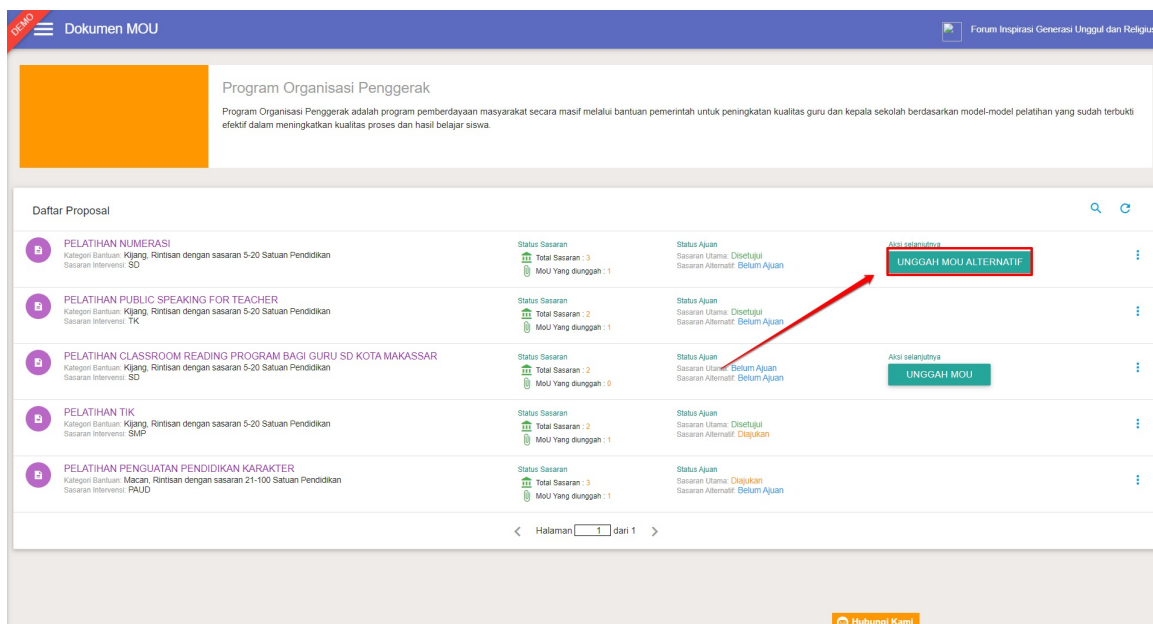 DEMO
Dokumen MOU
Forum Inspirasi Generasi Unggul dan Religius
Program Organisasi Penggerak
Program Organisasi Penggerak adalah program pemberdayaan masyarakat secara masif melalui bantuan pemerintah untuk peningkatan kualitas guru dan kepala sekolah berdasarkan model-model pelatihan yang sudah terbukti
efektif dalam meningkatkan kualitas proses dan hasil belajar siswa.
Daftar Proposal
PELATIHAN NUMERASI
Kategori Bantuan: Kijang, Rintisan dengan sasaran 5-20 Satuan Pendidikan
Sasaran Intervensi: SD
Status Sasaran
Total Sasaran : 3
MoU Yang diunggah : 1
Status Ajuan
Sasaran Utama: Disetujui
Sasaran Alternatif: Belum Ajuan
Aksi selanjutnya
UNGGAH MOU ALTERNATIF
PELATIHAN PUBLIC SPEAKING FOR TEACHER
Kategori Bantuan: Kijang, Rintisan dengan sasaran 5-20 Satuan Pendidikan
Sasaran Intervensi: TK
Status Sasaran
Total Sasaran : 2
MoU Yang diunggah : 1
Status Ajuan
Sasaran Utama: Disetujui
Sasaran Alternatif: Belum Ajuan
PELATIHAN CLASSROOM READING PROGRAM BAGI GURU SD KOTA MAKASSAR
Kategori Bantuan: Kijang, Rintisan dengan sasaran 5-20 Satuan Pendidikan
Sasaran Intervensi: SD
Status Sasaran
Total Sasaran : 2
MoU Yang diunggah : 0
Status Ajuan
Sasaran Utama: Belum Ajuan
Sasaran Alternatif: Belum Ajuan
Aksi selanjutnya
UNGGAH MOU
PELATIHAN TIK
Kategori Bantuan: Kijang, Rintisan dengan sasaran 5-20 Satuan Pendidikan
Sasaran Intervensi: SMP
Status Sasaran
Total Sasaran : 2
MoU Yang diunggah : 1
Status Ajuan
Sasaran Utama: Disetujui
Sasaran Alternatif: Diajukan
PELATIHAN PENGUATAN PENDIDIKAN KARAKTER
Kategori Bantuan: Macan, Rintisan dengan sasaran 21-100 Satuan Pendidikan
Sasaran Intervensi: PAUD
Status Sasaran
Total Sasaran : 3
MoU Yang diunggah : 1
Status Ajuan
Sasaran Utama: Diajukan
Sasaran Alternatif: Belum Ajuan
Halaman 1 dari 1
Hubungi Kami